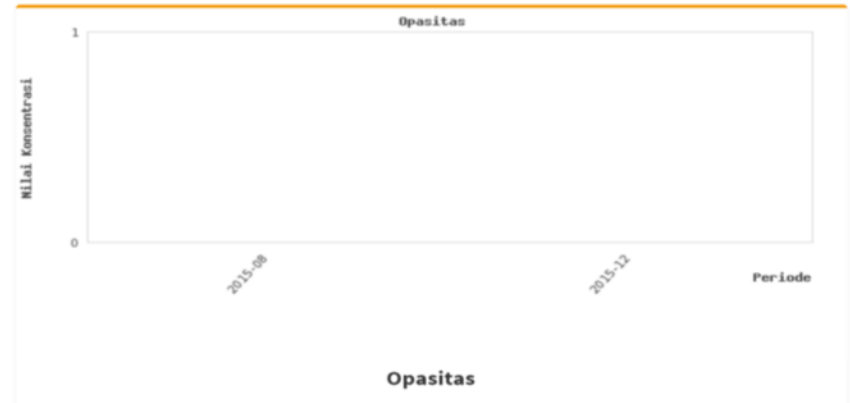 Opasitas
1
Nilai Konsentrasi
0
2015-08
2015-12
Periode
Opasitas